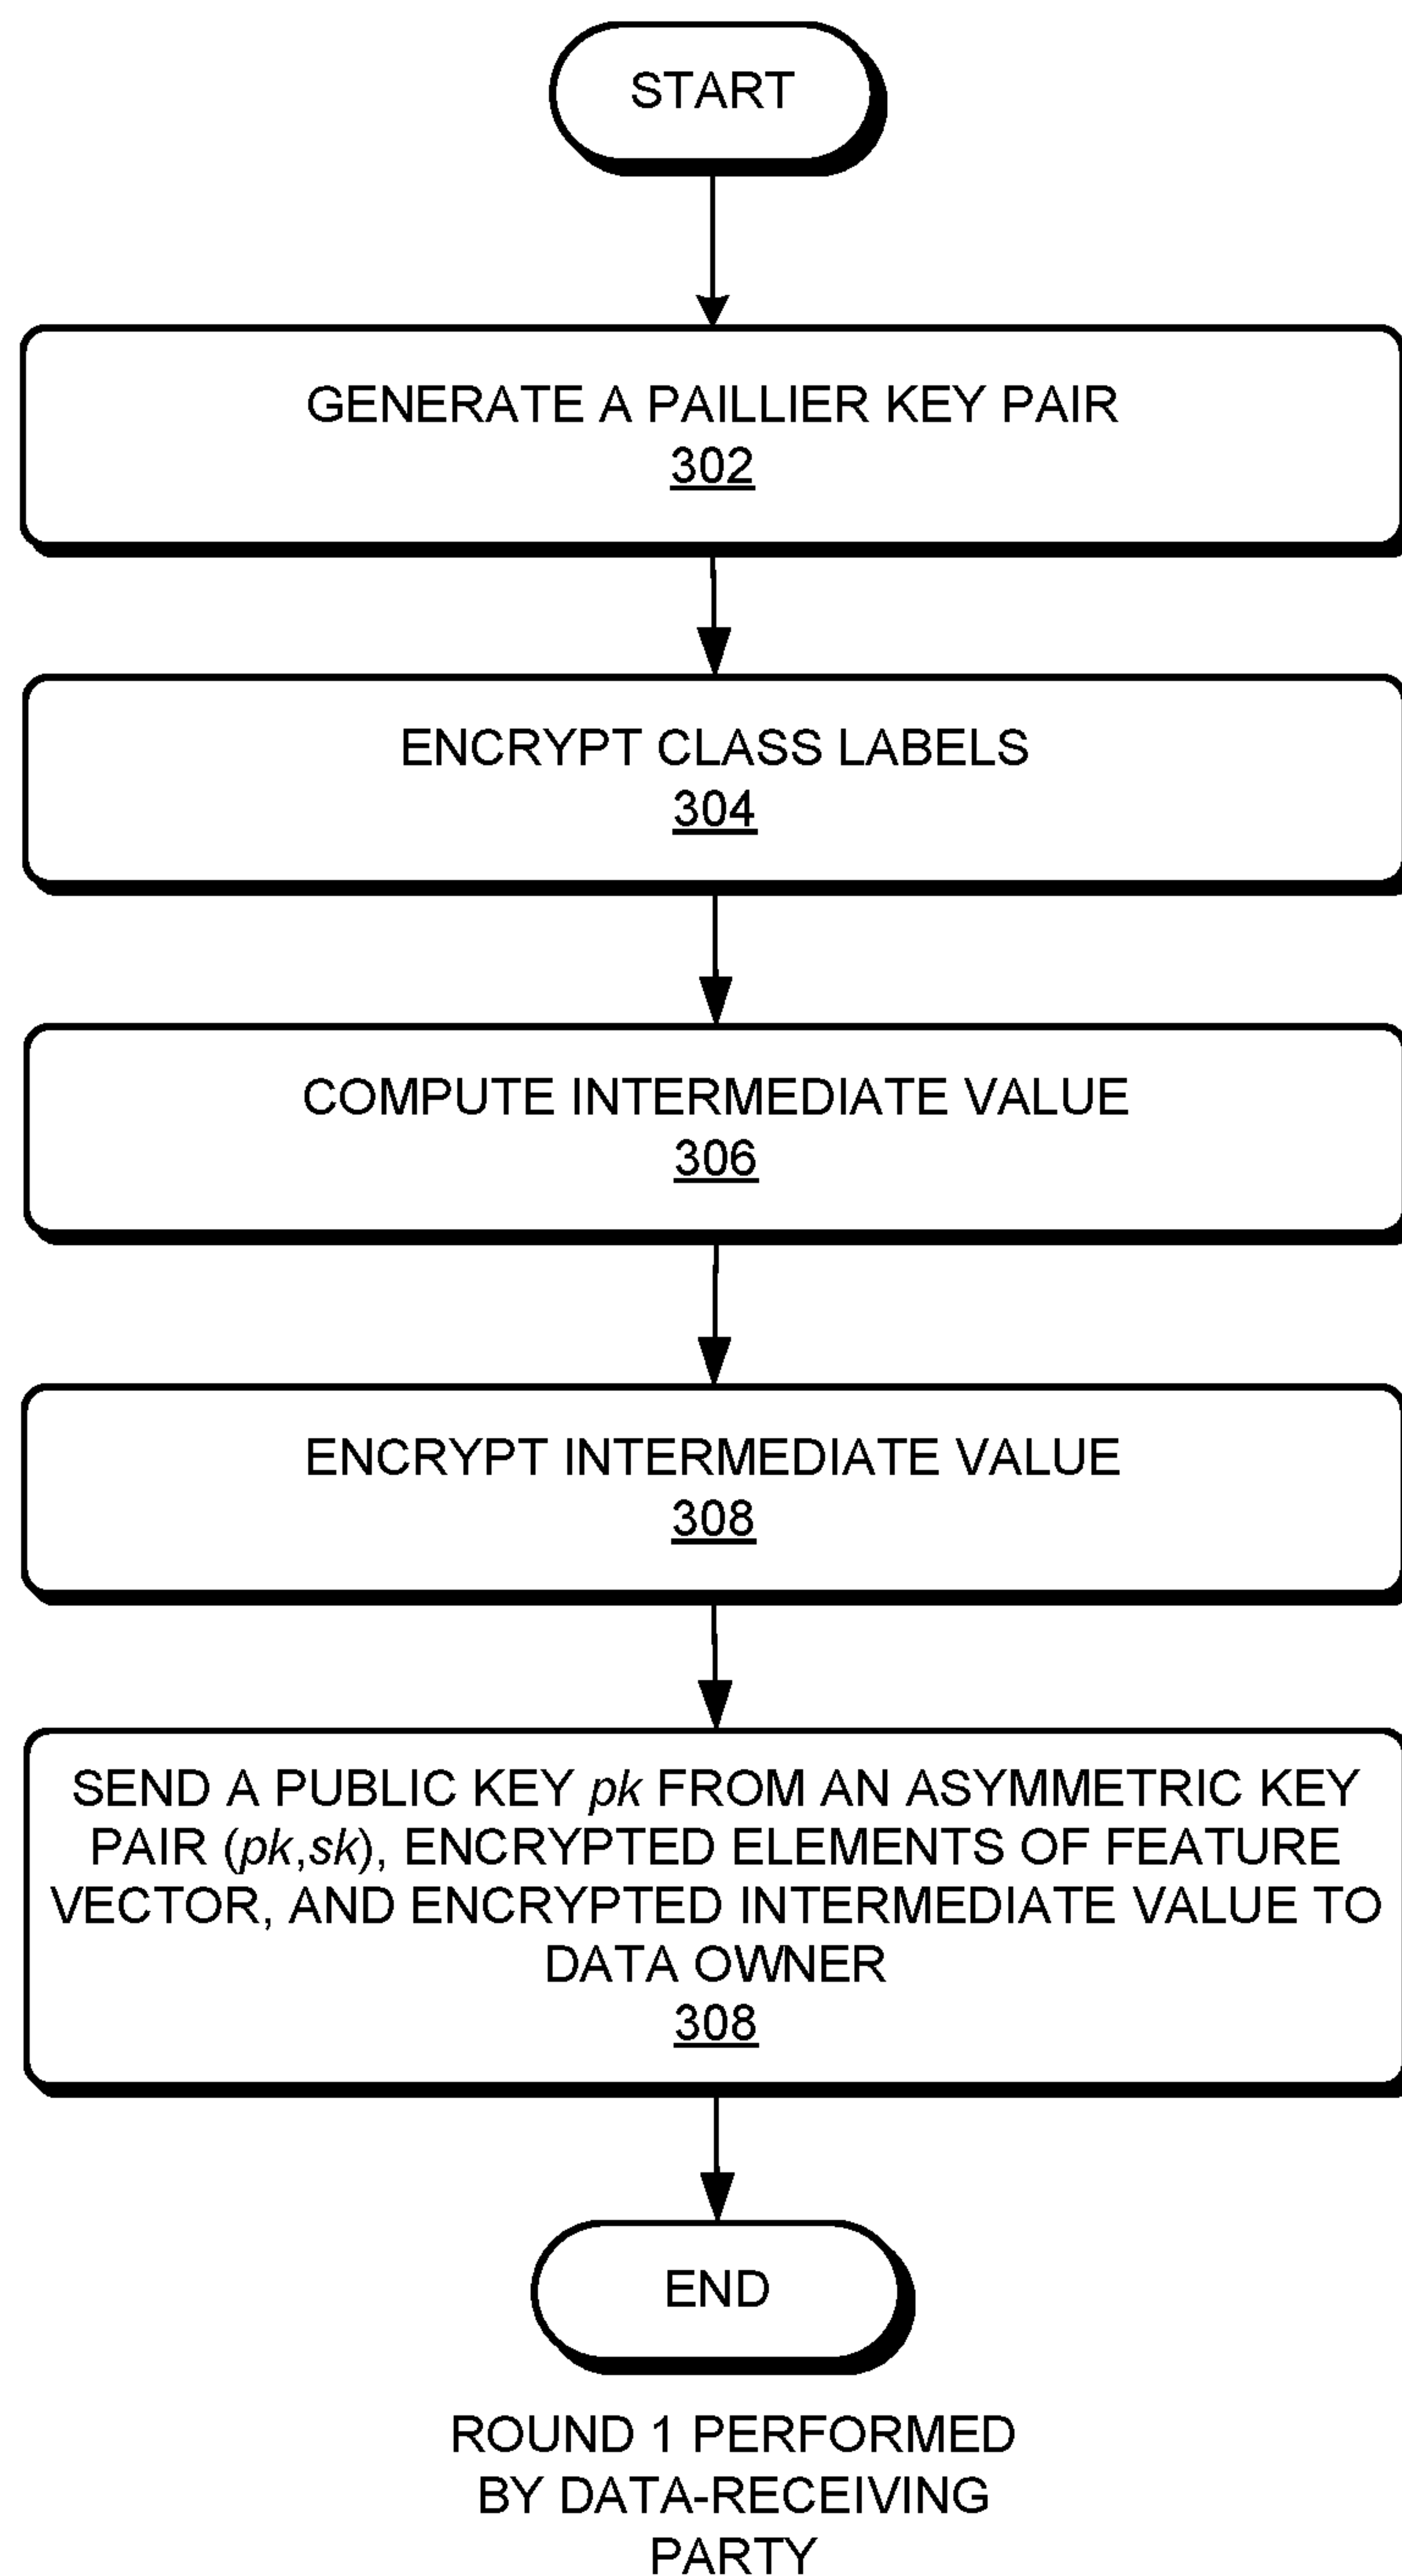 START
GENERATE A PAILLIER KEY PAIR
302
ENCRYPT CLASS LABELS
304
COMPUTE INTERMEDIATE VALUE
306
ENCRYPT INTERMEDIATE VALUE
308
SEND A PUBLIC KEY pk FROM AN ASYMMETRIC KEY
PAIR (pk,sk), ENCRYPTED ELEMENTS OF FEATURE
VECTOR, AND ENCRYPTED INTERMEDIATE VALUE TO
DATA OWNER
308
END
ROUND 1 PERFORMED
BY DATA-RECEIVING
PARTY